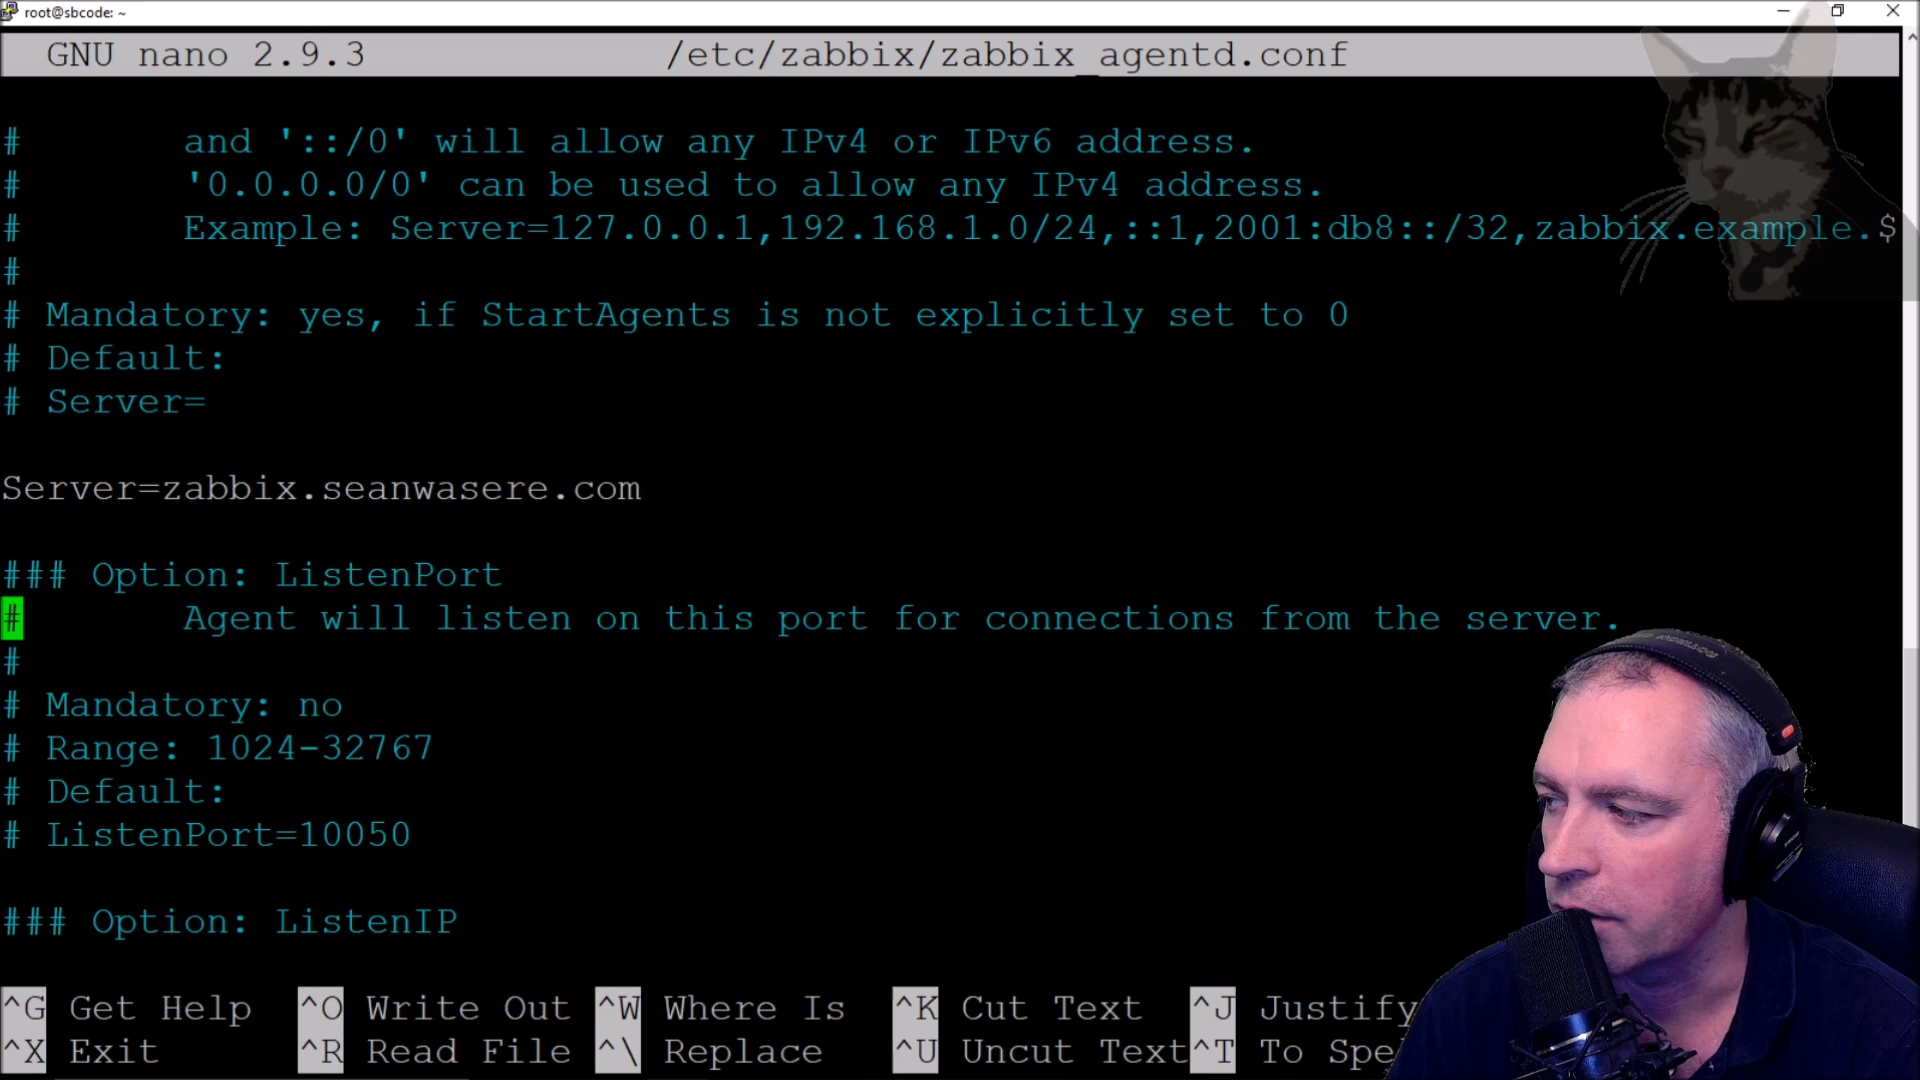 root@sbcode: ~
GNU nano 2.9.3 /etc/zabbix/zabbix_agentd.conf
# and '::/0' will allow any IPv4 or IPv6 address.
# '0.0.0.0/0' can be used to allow any IPv4 address.
# Example: Server=127.0.0.1,192.168.1.0/24,::1,2001:db8::/32,zabbix.example.$
#
# Mandatory: yes, if StartAgents is not explicitly set to 0
# Default:
# Server=
Server=zabbix.seanwasere.com
### Option: ListenPort
# Agent will listen on this port for connections from the server.
#
# Mandatory: no
# Range: 1024-32767
# Default:
# ListenPort=10050
### Option: ListenIP
^G Get Help ^O Write Out ^W Where Is ^K Cut Text ^J Justify
^X Exit ^R Read File ^\ Replace ^U Uncut Text ^T To Spe